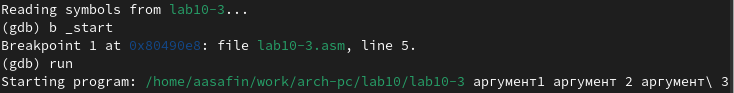 Reading symbols from lab10-3...
(gdb) b _start
Breakpoint 1 at 0x80490e8: file lab10-3.asm, line 5.
(gdb) run
Starting program: /home/aasafin/work/arch-pc/lab10/lab10-3 аргумент1 аргумент 2 аргумент\ 3